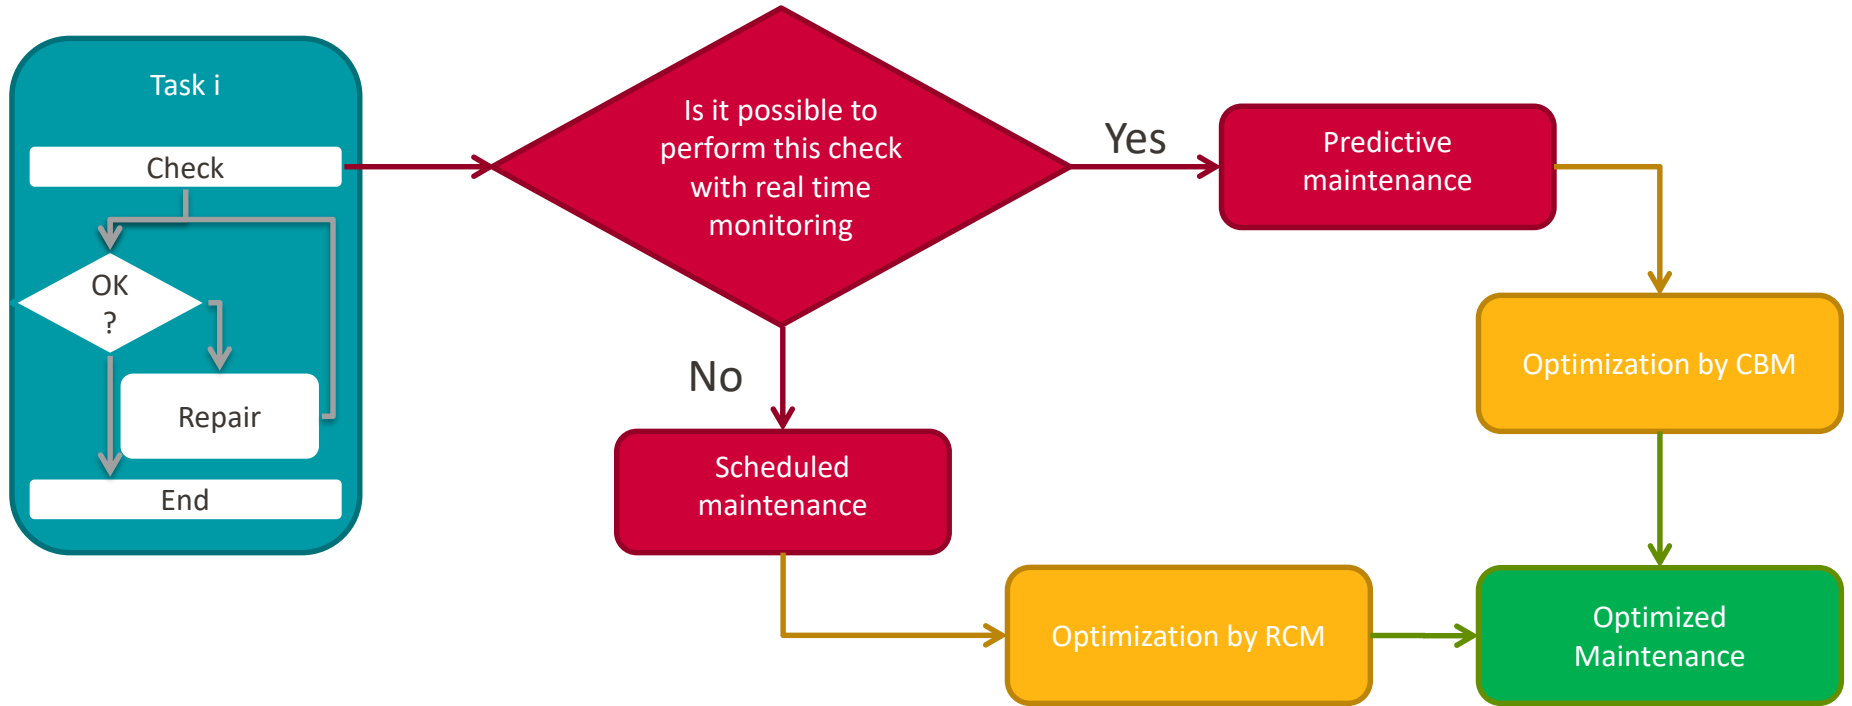 Task i
Check
OK
?
Repair
End
Is it possible to
perform this check
with real time
monitoring
Yes
No
Predictive
maintenance
Scheduled
maintenance
Optimization by CBM
Optimization by RCM
Optimized
Maintenance